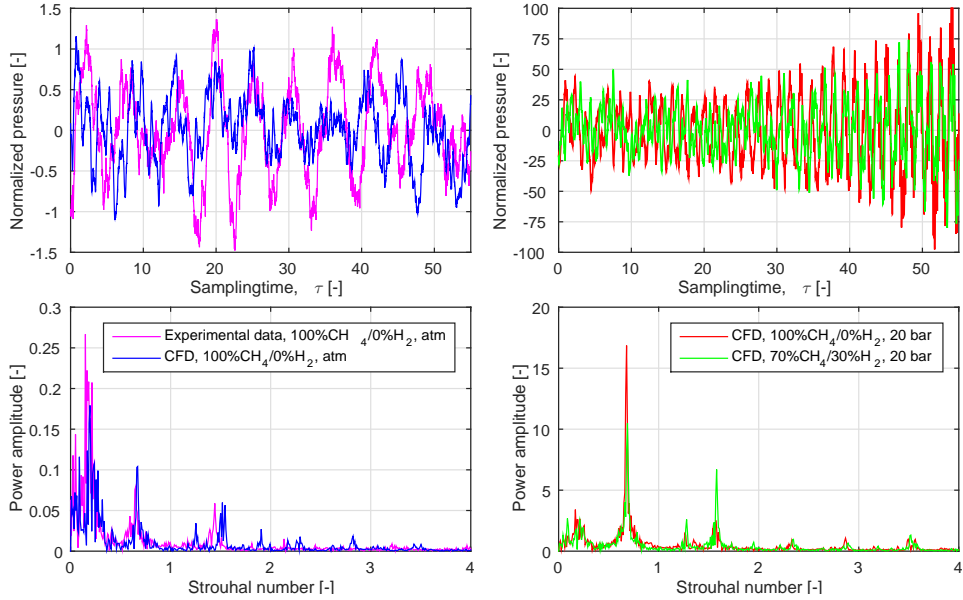 1.5
1
0.5
0
-0.5
-1
-1.5
Normalized pressure [-]
0 10 20 30 40 50
Samplingtime, τ [-]
100
75
50
25
0
-25
-50
-75
-100
Normalized pressure [-]
0 10 20 30 40 50
Samplingtime, τ [-]
0.3
0.25
0.2
0.15
0.1
0.05
0
Power amplitude [-]
Experimental data, 100%CH 4/0%H2, atm
CFD, 100%CH4/0%H2, atm
0 1 2 3 4
Strouhal number [-]
20
15
10
5
0
Power amplitude [-]
CFD, 100%CH4/0%H2, 20 bar
CFD, 70%CH4/30%H2, 20 bar
0 1 2 3 4
Strouhal number [-]